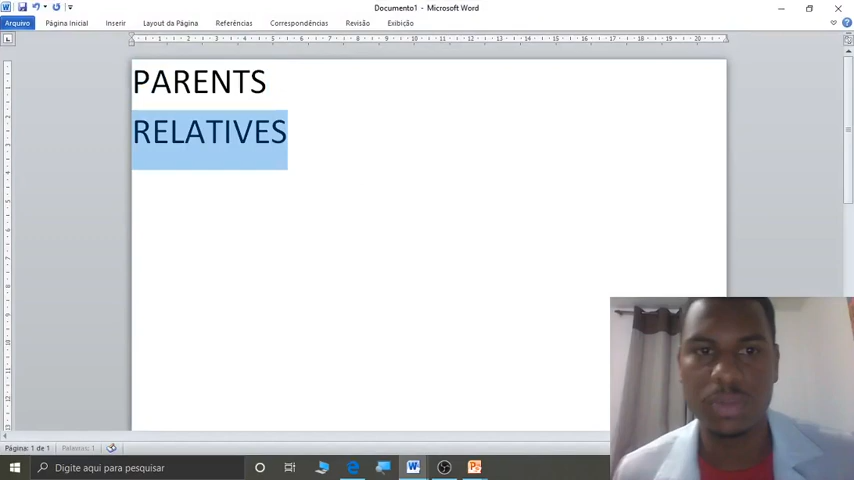 Documento1 - Microsoft Word
Arquivo Página Inicial Inserir Layout da Página Referências Correspondências Revisão Exibição
PARENTS
RELATIVES
Página: 1 de 1 Palavras: 1
Digite aqui para pesquisar